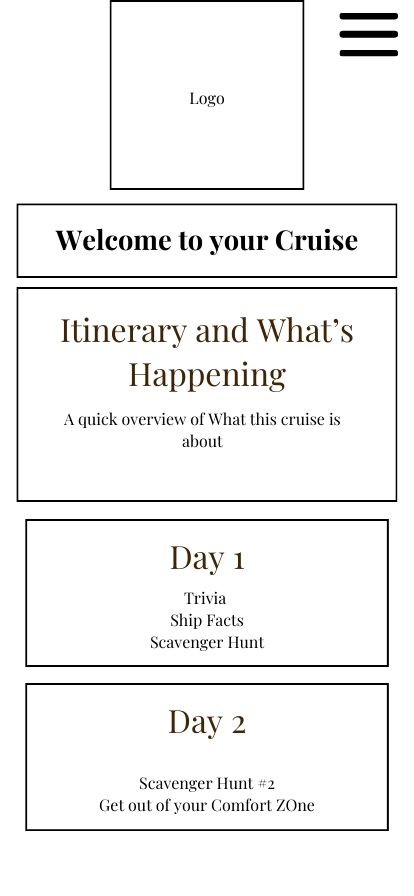 Logo
Welcome to your Cruise
Itinerary and What’s
Happening
A quick overview of What this cruise is
about
Day 1
Trivia
Ship Facts
Scavenger Hunt
Day 2
Scavenger Hunt #2
Get out of your Comfort ZOne